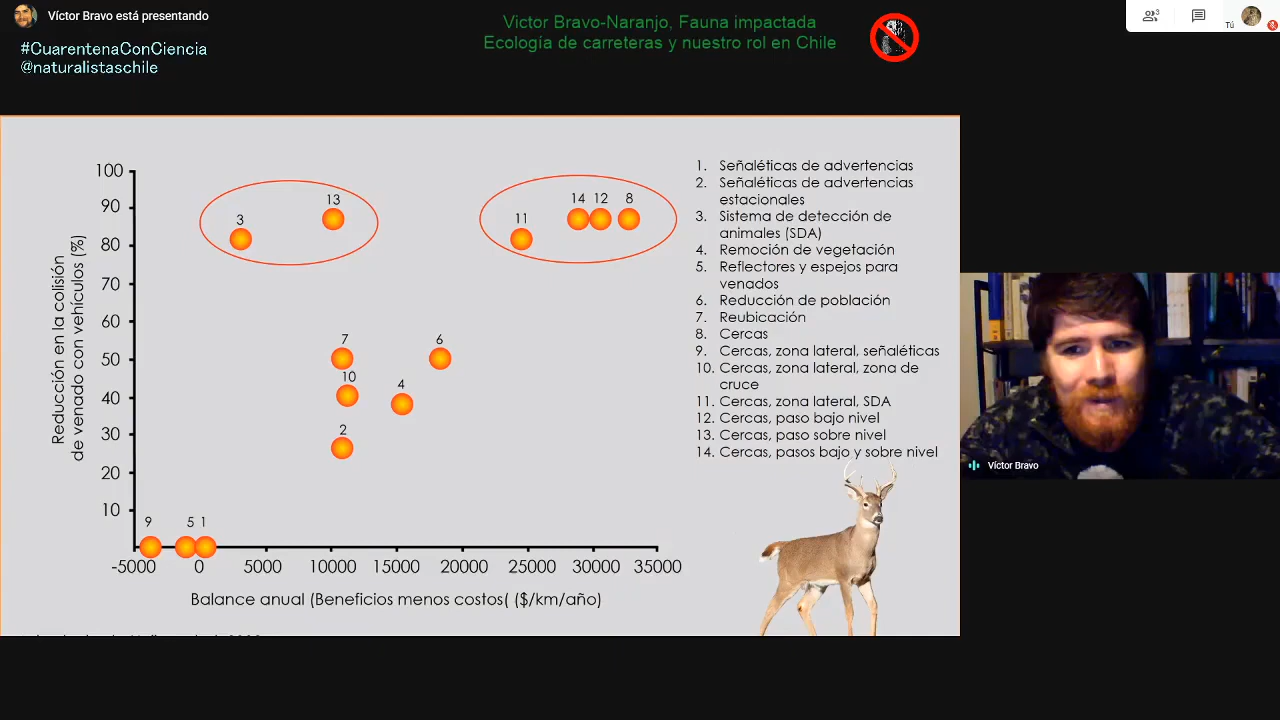 Víctor Bravo está presentando
#CuarentenaConCiencia
@naturalistaschile
Victor Bravo-Naranjo, Fauna impactada
Ecología de carreteras y nuestro rol en Chile
3
Tú
Reducción en la colisión
de venado con vehículos (%)
100
90
80
70
60
50
40
30
20
10
3
13
11
14 12 8
7
6
10
4
2
9
5 1
-5000 0 5000 10000 15000 20000 25000 30000 35000
Balance anual (Beneficios menos costos( ($/km/año)
1. Señaléticas de advertencias
2. Señaléticas de advertencias
estacionales
3. Sistema de detección de
animales (SDA)
4. Remoción de vegetación
5. Reflectores y espejos para
venados
6. Reducción de población
7. Reubicación
8. Cercas
9. Cercas, zona lateral, señaléticas
10. Cercas, zona lateral, zona de
cruce
11. Cercas, zona lateral, SDA
12. Cercas, paso bajo nivel
13. Cercas, paso sobre nivel
14. Cercas, pasos bajo y sobre nivel
Víctor Bravo